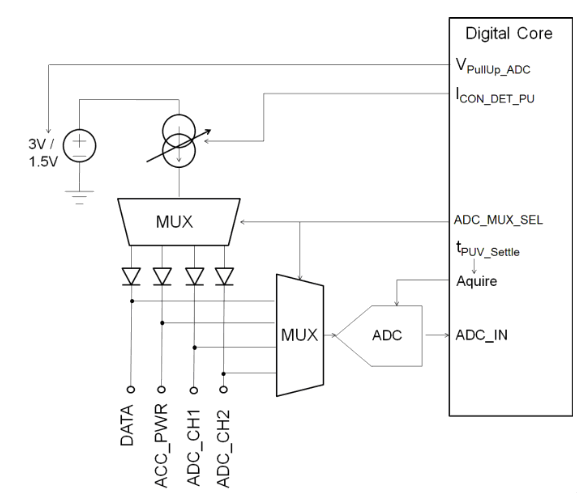 Digital Core
VPullUp_ADC
ICON_DET_PU
3V /
1.5V
+
−
MUX
ADC_MUX_SEL
tPUV_Settle
Aquire
MUX
ADC
ADC_IN
DATA
ACC_PWR
ADC_CH1
ADC_CH2